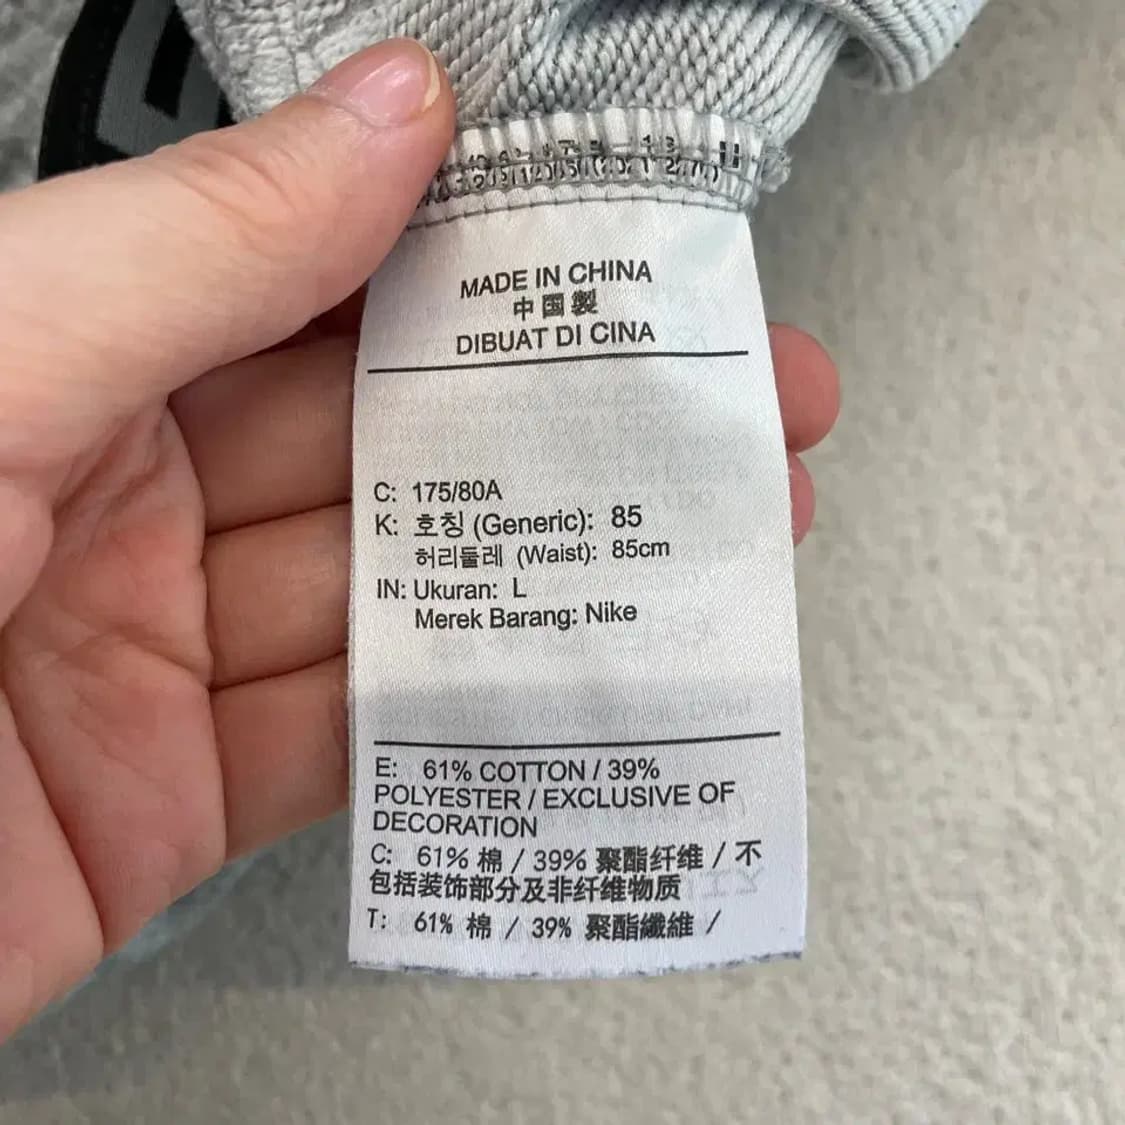 MADE IN CHINA
中国製
DIBUAT DI CINA
C: 175/80A
K: 호칭 (Generic): 85
허리둘레 (Waist): 85cm
IN: Ukuran: L
Merek Barang: Nike
E: 61% COTTON / 39%
POLYESTER / EXCLUSIVE OF
DECORATION
C: 61% 棉 / 39% 聚酯纤维 / 不
包括装饰部分及非纤维物质
T: 61% 棉 / 39% 聚酯纖維 /